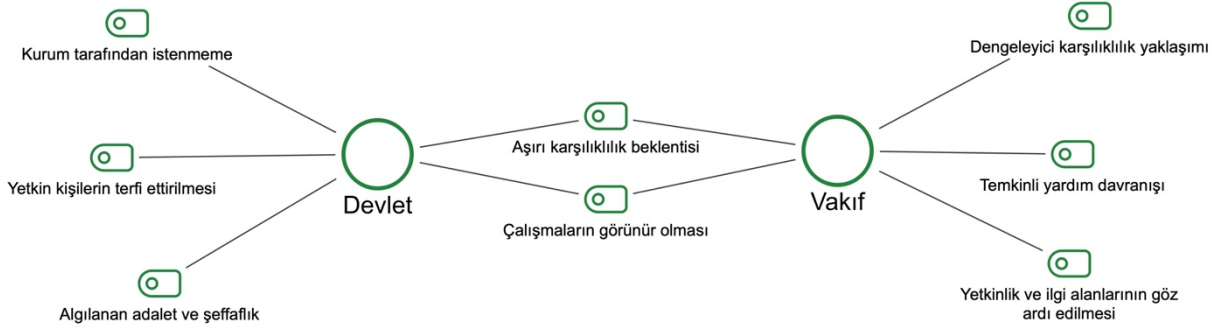 Kurum tarafından istenmeme
Dengeleyici karşılıklılık yaklaşımı
Aşırı karşılıklılık beklentisi
Yetkin kişilerin terfi ettirilmesi
Temkinli yardım davranışı
Devlet
Vakıf
Çalışmaların görünür olması
Algılanan adalet ve şeffaflık
Yetkinlik ve ilgi alanlarının göz
ardı edilmesi